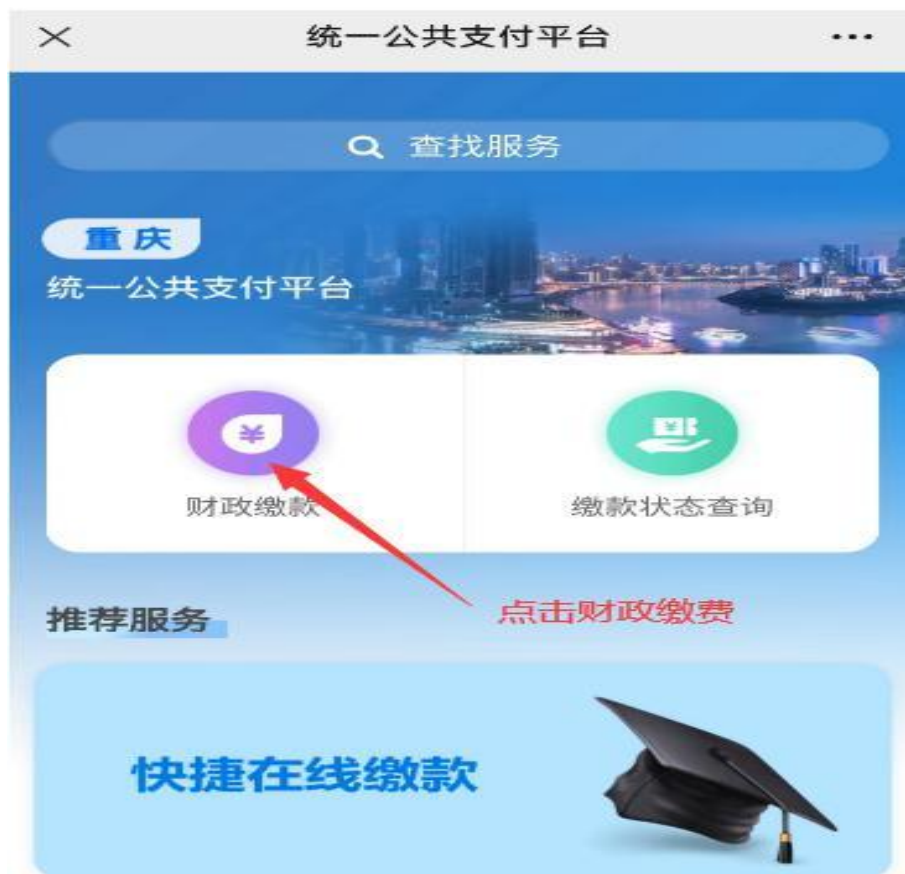 统一公共支付平台
查找服务
重庆
统一公共支付平台
财政缴款
缴款状态查询
点击财政缴费
推荐服务
快捷在线缴款